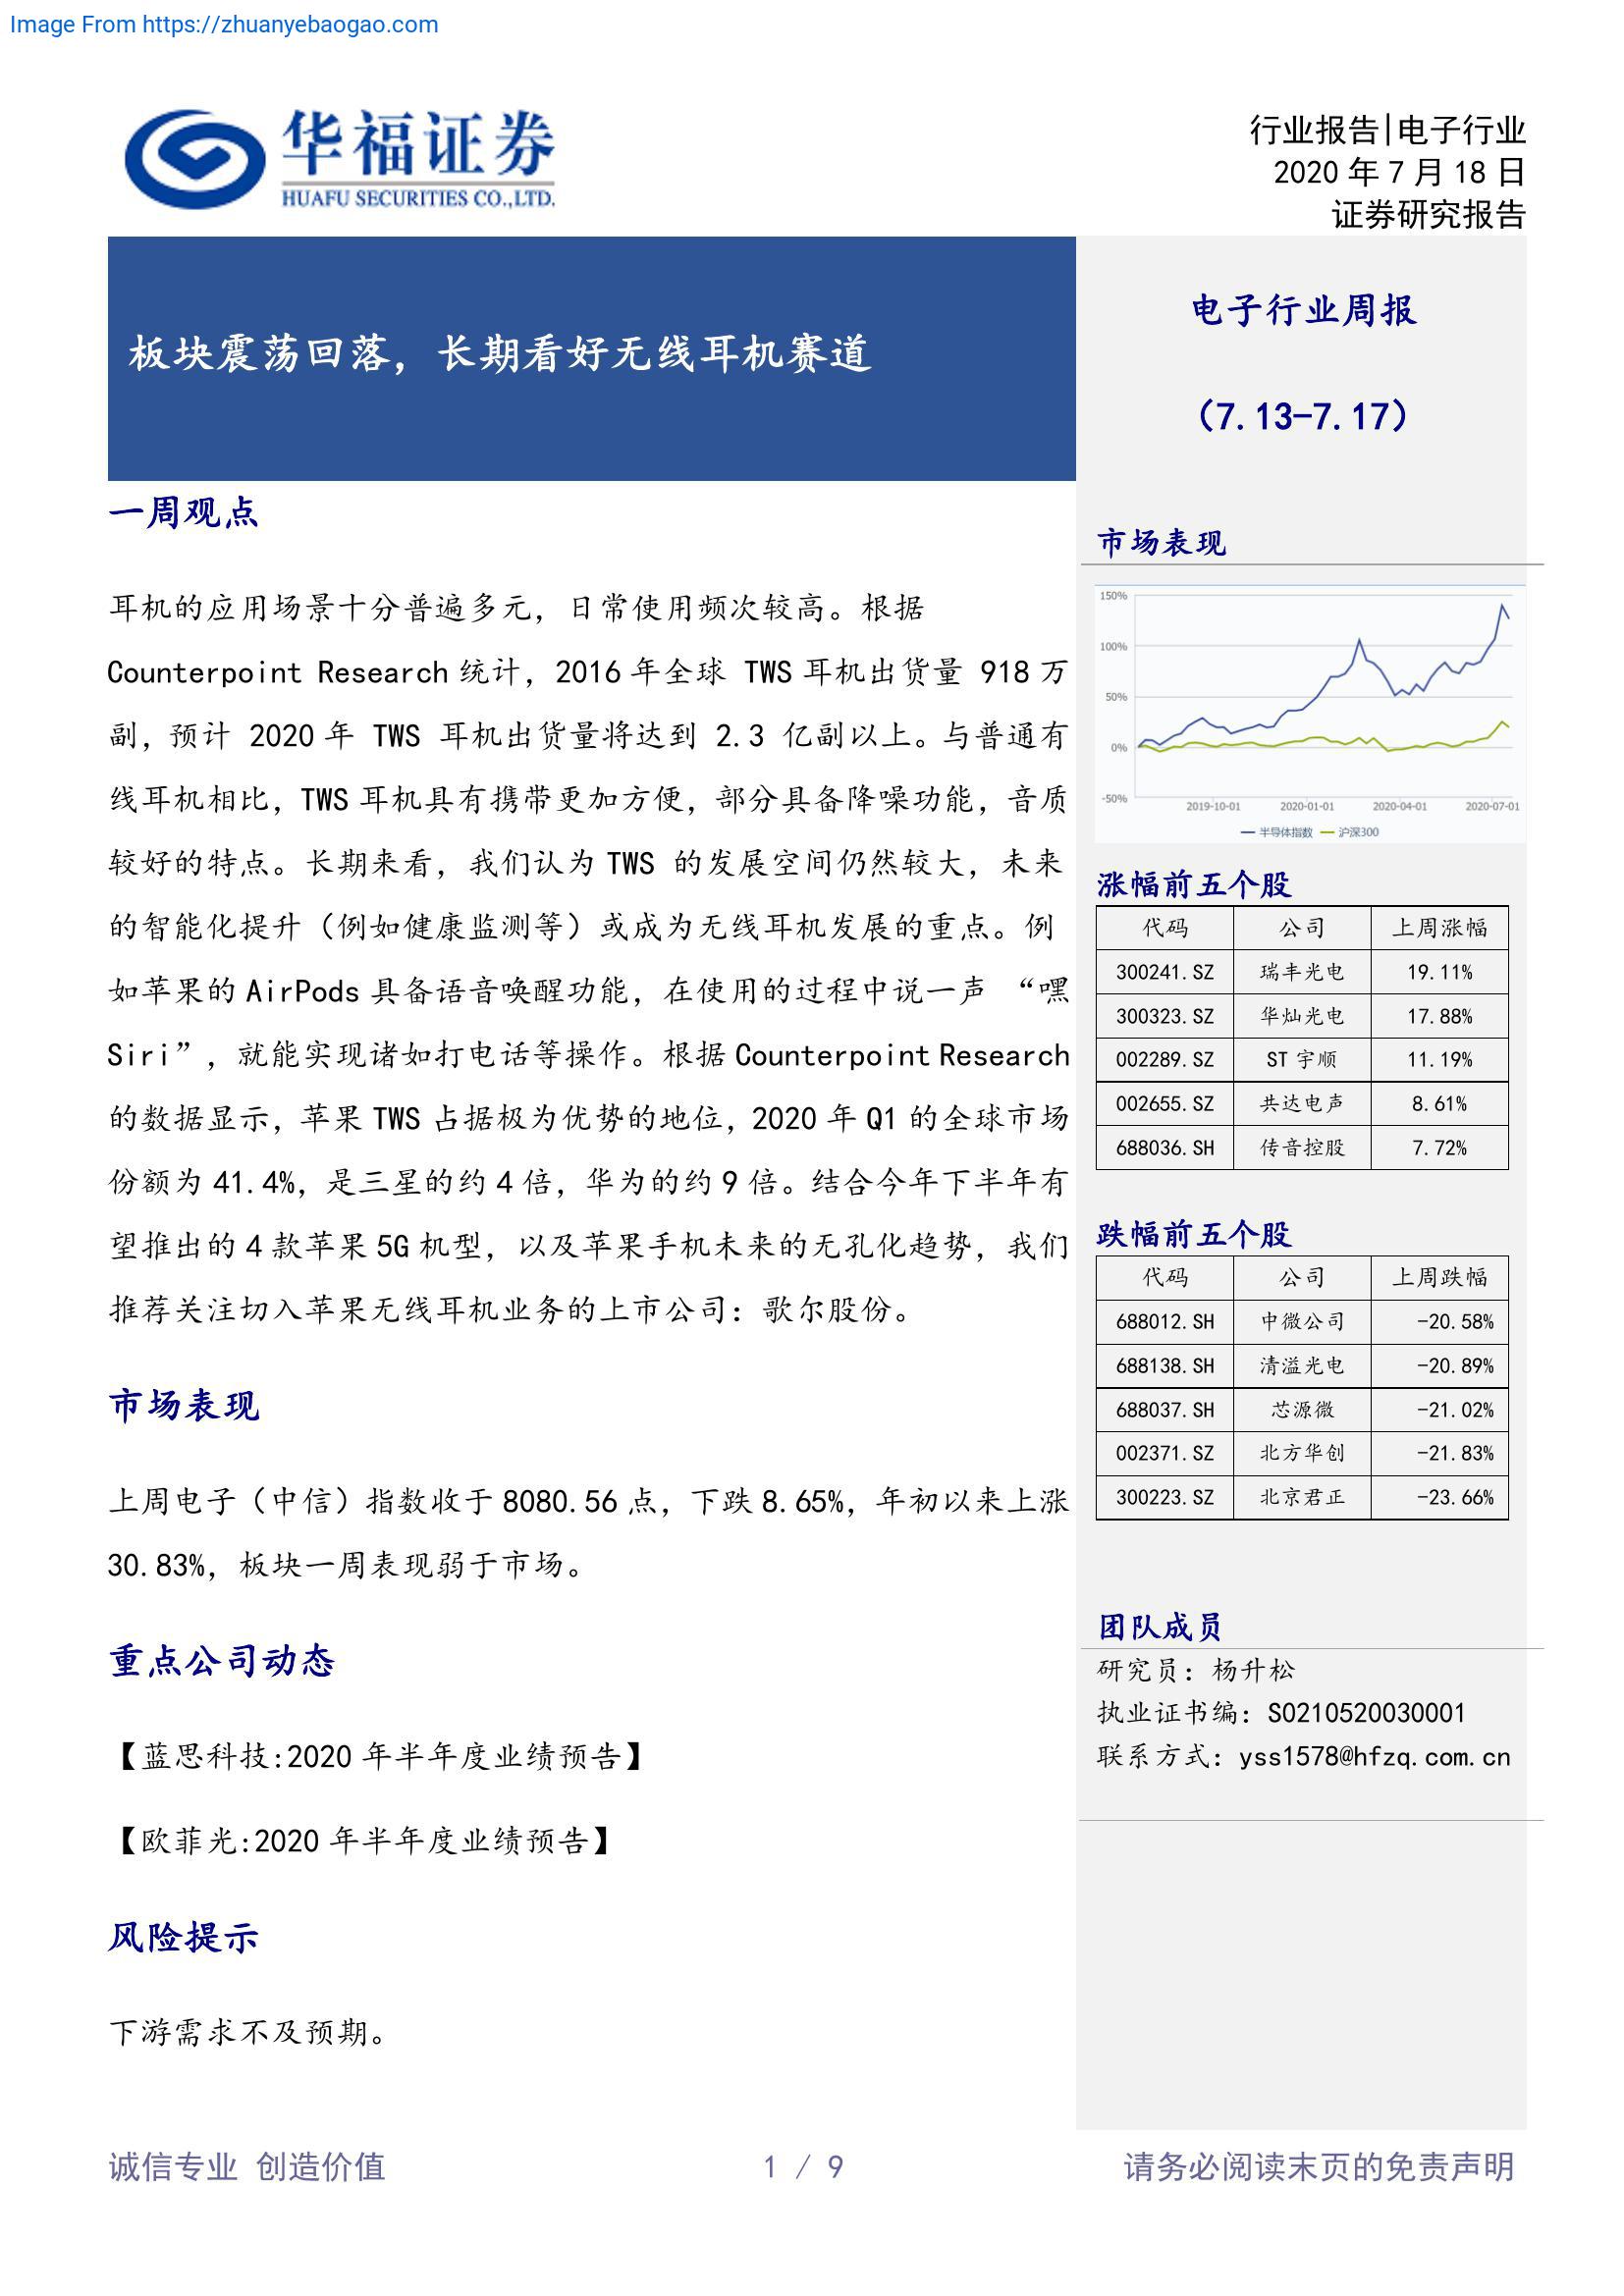 Image From https://zhuanyebaogao.com
华福证券
HUAFU SECURITIES CO.,LTD.
行业报告|电子行业
2020 年 7 月 18 日
证券研究报告
板块震荡回落，长期看好无线耳机赛道
电子行业周报
（7.13-7.17）
一周观点
耳机的应用场景十分普遍多元，日常使用频次较高。根据
Counterpoint Research 统计，2016 年全球 TWS 耳机出货量 918 万
副，预计 2020 年 TWS 耳机出货量将达到 2.3 亿副以上。与普通有
线耳机相比，TWS 耳机具有携带更加方便，部分具备降噪功能，音质
较好的特点。长期来看，我们认为 TWS 的发展空间仍然较大，未来
的智能化提升（例如健康监测等）或成为无线耳机发展的重点。例
如苹果的 AirPods 具备语音唤醒功能，在使用的过程中说一声 “嘿
Siri”，就能实现诸如打电话等操作。根据 Counterpoint Research
的数据显示，苹果 TWS 占据极为优势的地位，2020 年 Q1 的全球市场
份额为 41.4%，是三星的约 4 倍，华为的约 9 倍。结合今年下半年有
望推出的 4 款苹果 5G 机型，以及苹果手机未来的无孔化趋势，我们
推荐关注切入苹果无线耳机业务的上市公司：歌尔股份。
市场表现
上周电子（中信）指数收于 8080.56 点，下跌 8.65%，年初以来上涨
30.83%，板块一周表现弱于市场。
重点公司动态
【蓝思科技:2020 年半年度业绩预告】
【欧菲光:2020 年半年度业绩预告】
风险提示
下游需求不及预期。
市场表现
150%
100%
50%
0%
-50%
2019-10-01 2020-01-01 2020-04-01 2020-07-01
半导体指数 沪深300
涨幅前五个股
代码 公司 上周涨幅
300241.SZ 瑞丰光电 19.11%
300323.SZ 华灿光电 17.88%
002289.SZ ST 宇顺 11.19%
002655.SZ 共达电声 8.61%
688036.SH 传音控股 7.72%
跌幅前五个股
代码 公司 上周跌幅
688012.SH 中微公司 -20.58%
688138.SH 清溢光电 -20.89%
688037.SH 芯源微 -21.02%
002371.SZ 北方华创 -21.83%
300223.SZ 北京君正 -23.66%
团队成员
研究员：杨升松
执业证书编：S0210520030001
联系方式：yss1578@hfzq.com.cn
诚信专业 创造价值
1 / 9
请务必阅读末页的免责声明